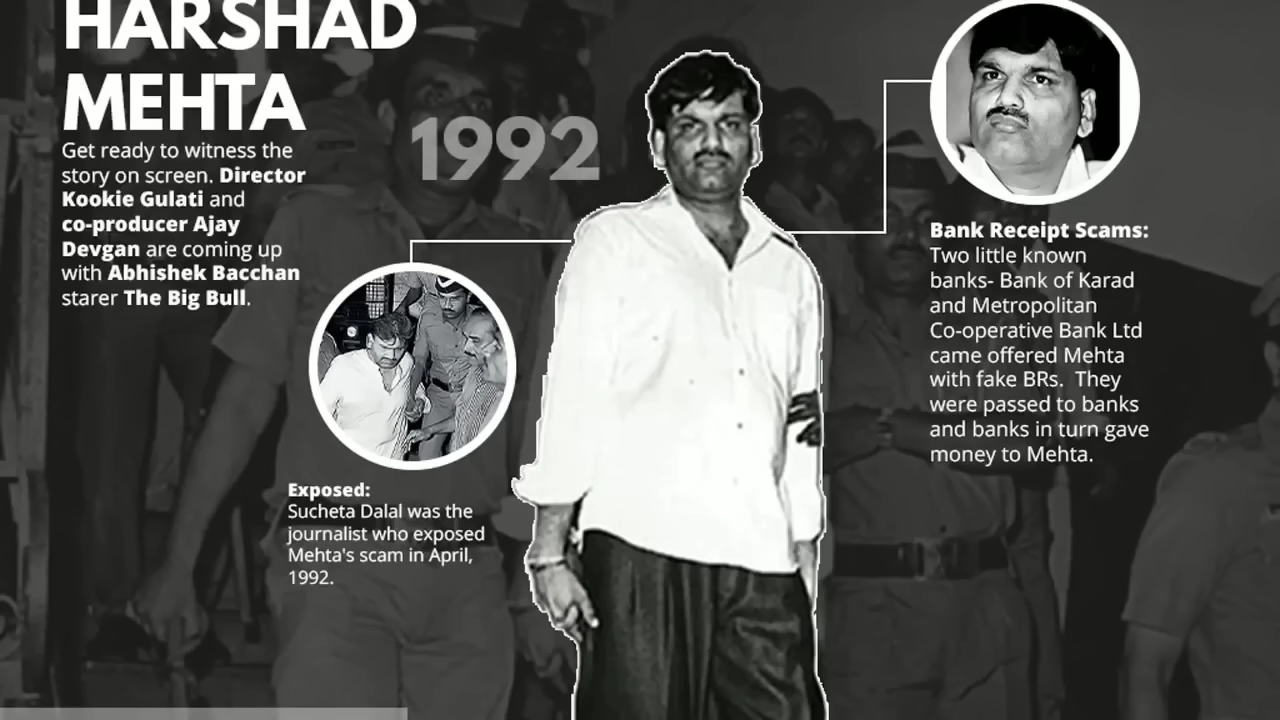 HARSHAD
MEHTA
Get ready to witness the
story on screen. Director
Kookie Gulati and
co-producer Ajay
Devgan are coming up
with Abhishek Bacchan
starer The Big Bull.
1992
Exposed:
Sucheta Dalal was the
journalist who exposed
Mehta's scam in April,
1992.
Bank Receipt Scams:
Two little known
banks- Bank of Karad
and Metropolitan
Co-operative Bank Ltd
came offered Mehta
with fake BRs. They
were passed to banks
and banks in turn gave
money to Mehta.